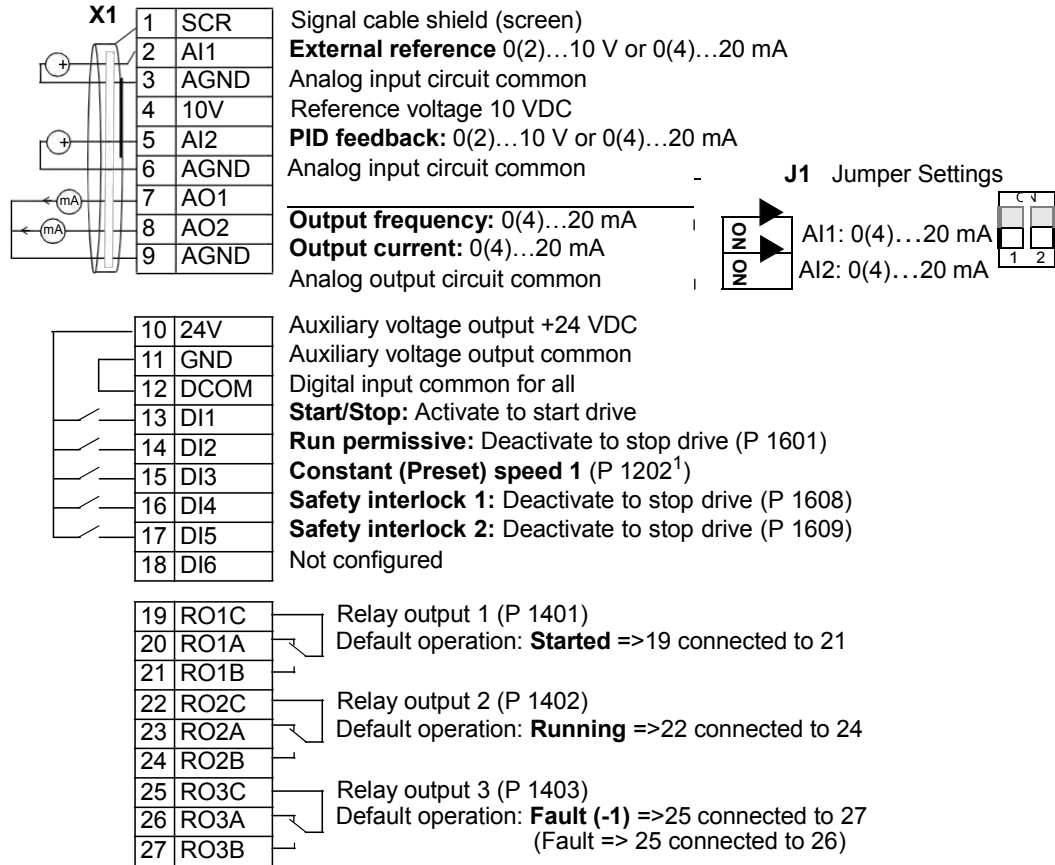 X1
1 SCR Signal cable shield (screen)
2 AI1 External reference 0(2)…10 V or 0(4)…20 mA
3 AGND Analog input circuit common
4 10V Reference voltage 10 VDC
5 AI2 PID feedback: 0(2)…10 V or 0(4)…20 mA
6 AGND Analog input circuit common
7 AO1 Output frequency: 0(4)…20 mA
8 AO2 Output current: 0(4)…20 mA
9 AGND Analog output circuit common
+
+
mA
mA
J1 Jumper Settings
ON AI1: 0(4)…20 mA
ON AI2: 0(4)…20 mA
1 2
10 24V Auxiliary voltage output +24 VDC
11 GND Auxiliary voltage output common
12 DCOM Digital input common for all
13 DI1 Start/Stop: Activate to start drive
14 DI2 Run permissive: Deactivate to stop drive (P 1601)
15 DI3 Constant (Preset) speed 1 (P 1202¹)
16 DI4 Safety interlock 1: Deactivate to stop drive (P 1608)
17 DI5 Safety interlock 2: Deactivate to stop drive (P 1609)
18 DI6 Not configured
19 RO1C Relay output 1 (P 1401)
20 RO1A Default operation: Started =>19 connected to 21
21 RO1B
22 RO2C Relay output 2 (P 1402)
23 RO2A Default operation: Running =>22 connected to 24
24 RO2B
25 RO3C Relay output 3 (P 1403)
26 RO3A Default operation: Fault (-1) =>25 connected to 27
27 RO3B (Fault => 25 connected to 26)